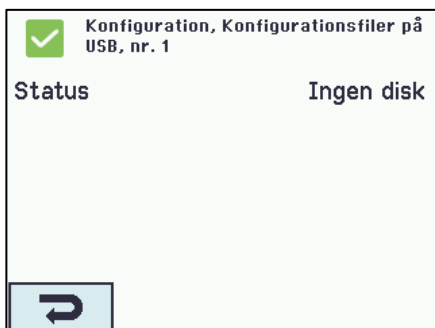 Konfiguration, Konfigurationsfiler på
USB, nr. 1
Status Ingen disk